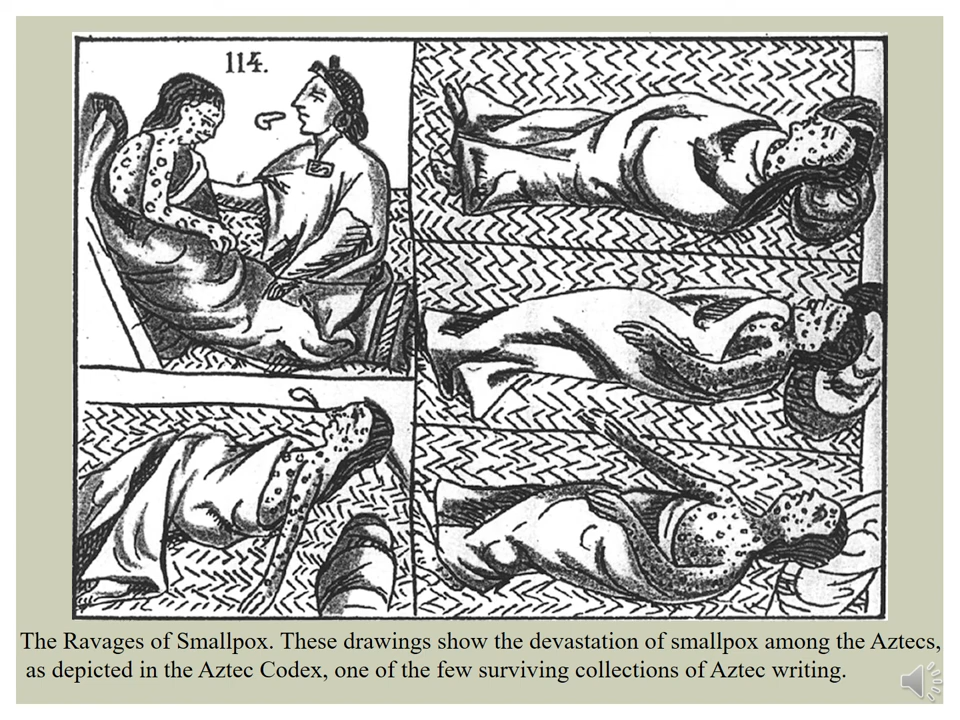 114.
The Ravages of Smallpox. These drawings show the devastation of smallpox among the Aztecs,
as depicted in the Aztec Codex, one of the few surviving collections of Aztec writing.